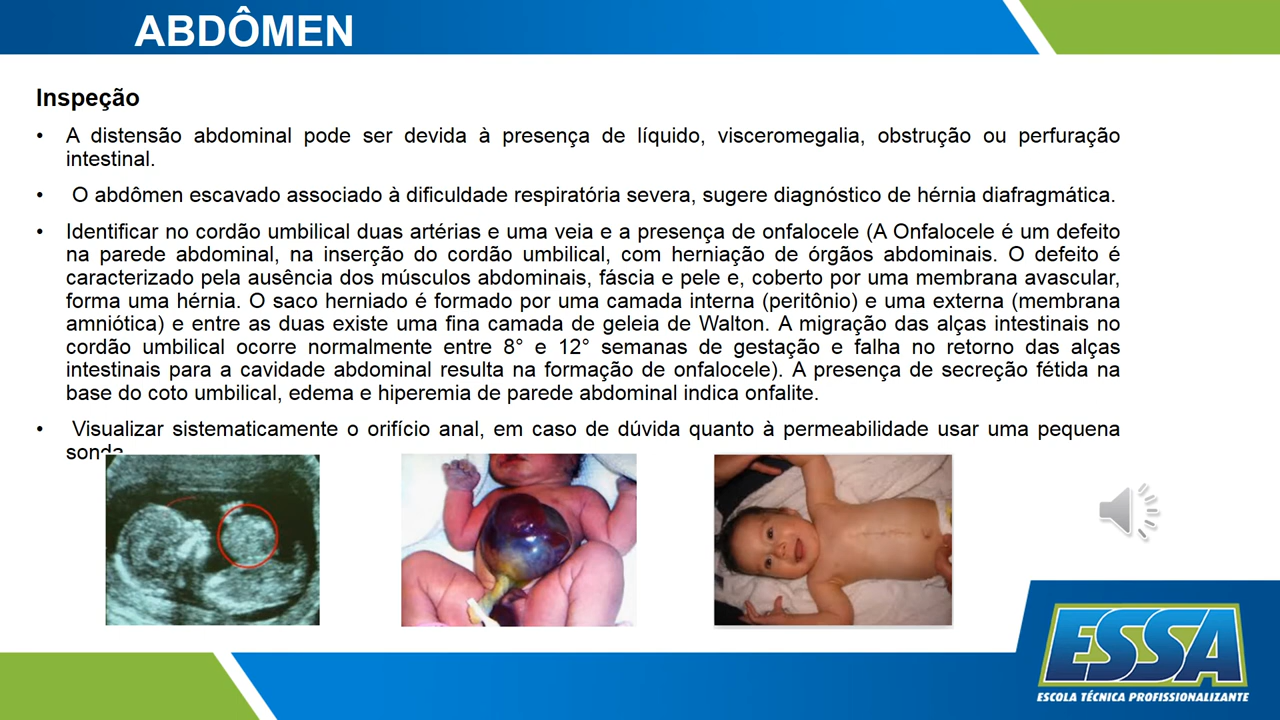 ABDÔMEN
Inspeção
• A distensão abdominal pode ser devida à presença de líquido, visceromegalia, obstrução ou perfuração
intestinal.
• O abdômen escavado associado à dificuldade respiratória severa, sugere diagnóstico de hérnia diafragmática.
• Identificar no cordão umbilical duas artérias e uma veia e a presença de onfalocele (A Onfalocele é um defeito
na parede abdominal, na inserção do cordão umbilical, com herniação de órgãos abdominais. O defeito é
caracterizado pela ausência dos músculos abdominais, fáscia e pele e, coberto por uma membrana avascular,
forma uma hérnia. O saco herniado é formado por uma camada interna (peritônio) e uma externa (membrana
amniótica) e entre as duas existe uma fina camada de geleia de Walton. A migração das alças intestinais no
cordão umbilical ocorre normalmente entre 8° e 12° semanas de gestação e falha no retorno das alças
intestinais para a cavidade abdominal resulta na formação de onfalocele). A presença de secreção fétida na
base do coto umbilical, edema e hiperemia de parede abdominal indica onfalite.
• Visualizar sistematicamente o orifício anal, em caso de dúvida quanto à permeabilidade usar uma pequena
sonda
ESSA
ESCOLA TÉCNICA PROFISSIONALIZANTE